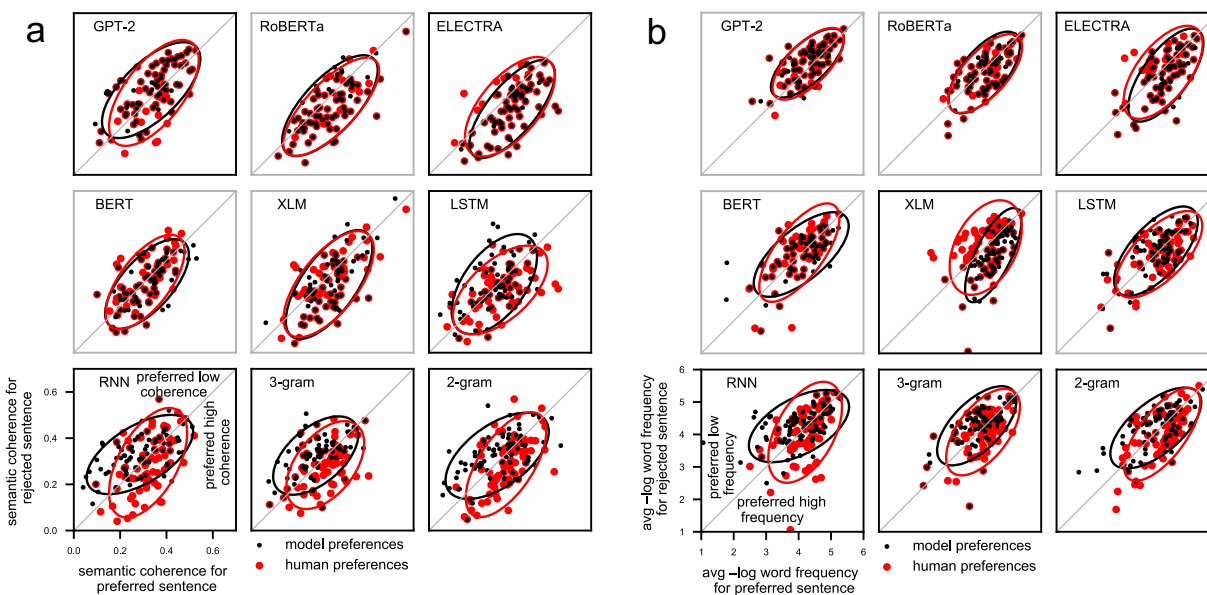 a
GPT-2
RoBERTa
ELECTRA
BERT
XLM
LSTM
RNN
3-gram
2-gram
preferred low
coherence
preferred high
coherence
semantic coherence for
rejected sentence
0.6
0.4
0.2
0.0
0.0
0.2
0.4
0.6
semantic coherence for
preferred sentence
model preferences
human preferences
b
GPT-2
RoBERTa
ELECTRA
BERT
XLM
LSTM
RNN
3-gram
2-gram
preferred low
frequency
preferred high
frequency
avg –log word frequency
for rejected sentence
6
5
4
3
2
1
1
2
3
4
5
6
avg –log word frequency
for preferred sentence
model preferences
human preferences